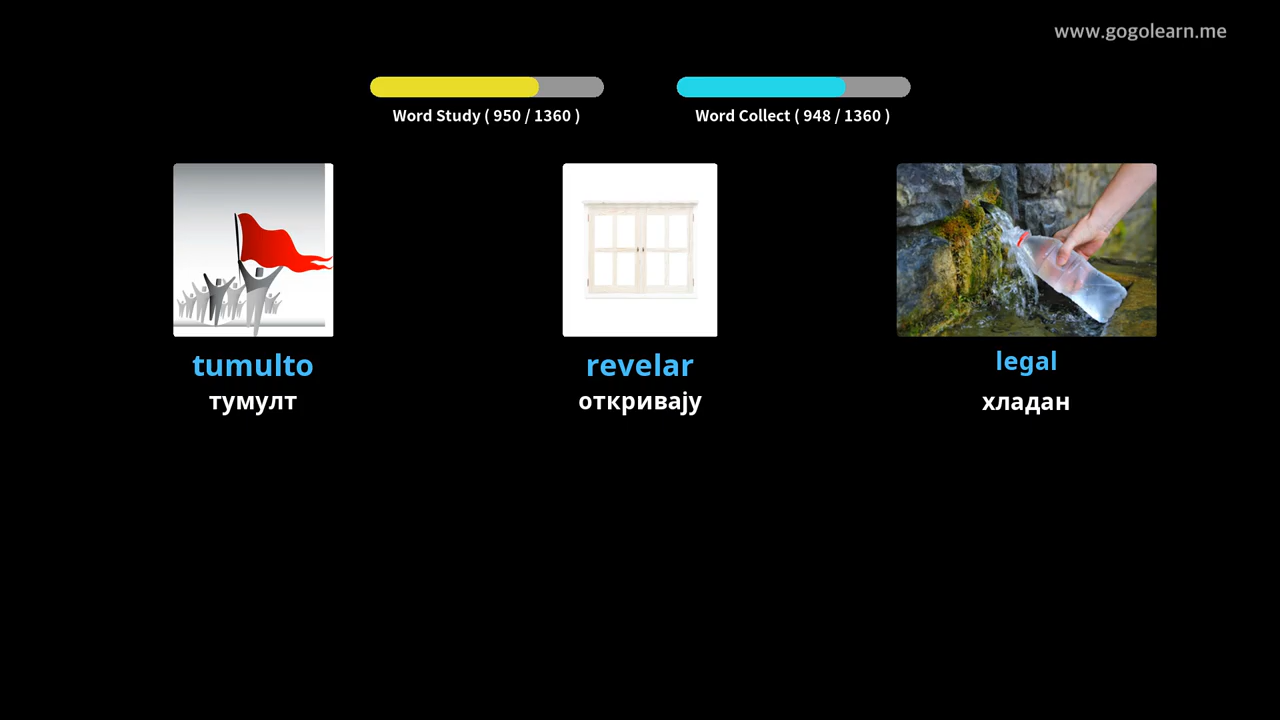 www.gogolearn.me
Word Study ( 950 / 1360 )
Word Collect ( 948 / 1360 )
tumulto
тумулт
revelar
откривају
legal
хладан